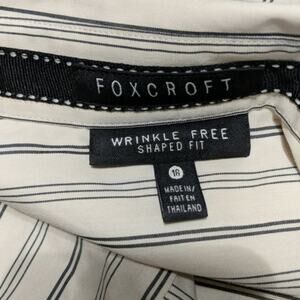 FOXCROFT
WRINKLE FREE
SHAPED FIT
16
MADE IN/
FAIT EN
THAILAND